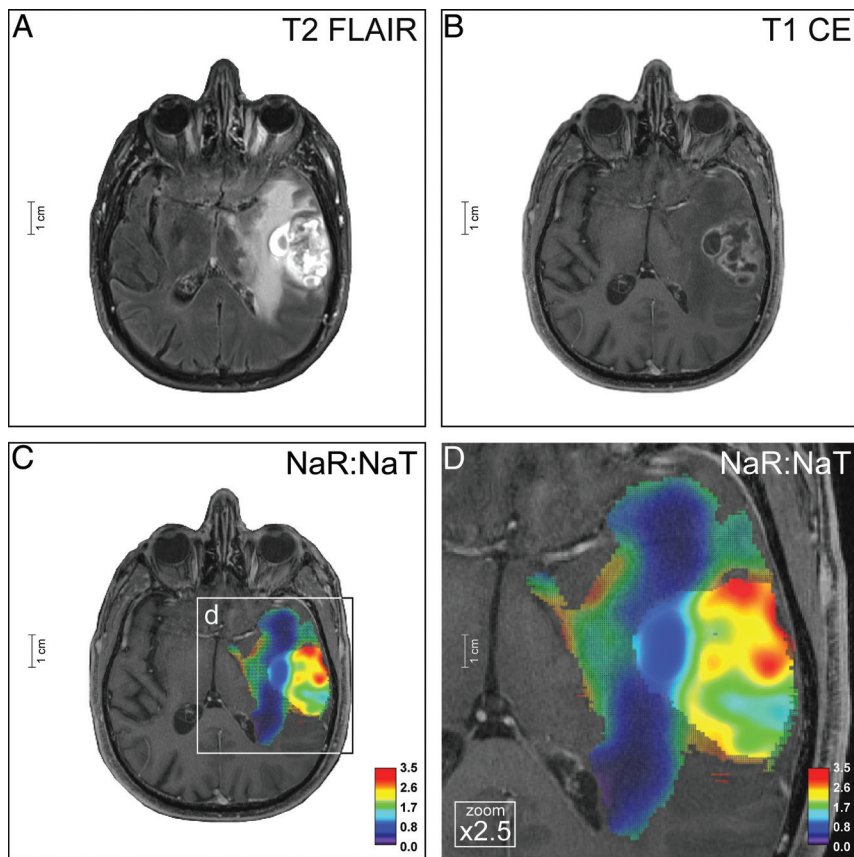 A
T2 FLAIR
1 cm
B
T1 CE
1 cm
C
NaR:NaT
d
1 cm
3.5
2.6
1.7
0.8
0.0
D
NaR:NaT
1 cm
zoom
x2.5
3.5
2.6
1.7
0.8
0.0